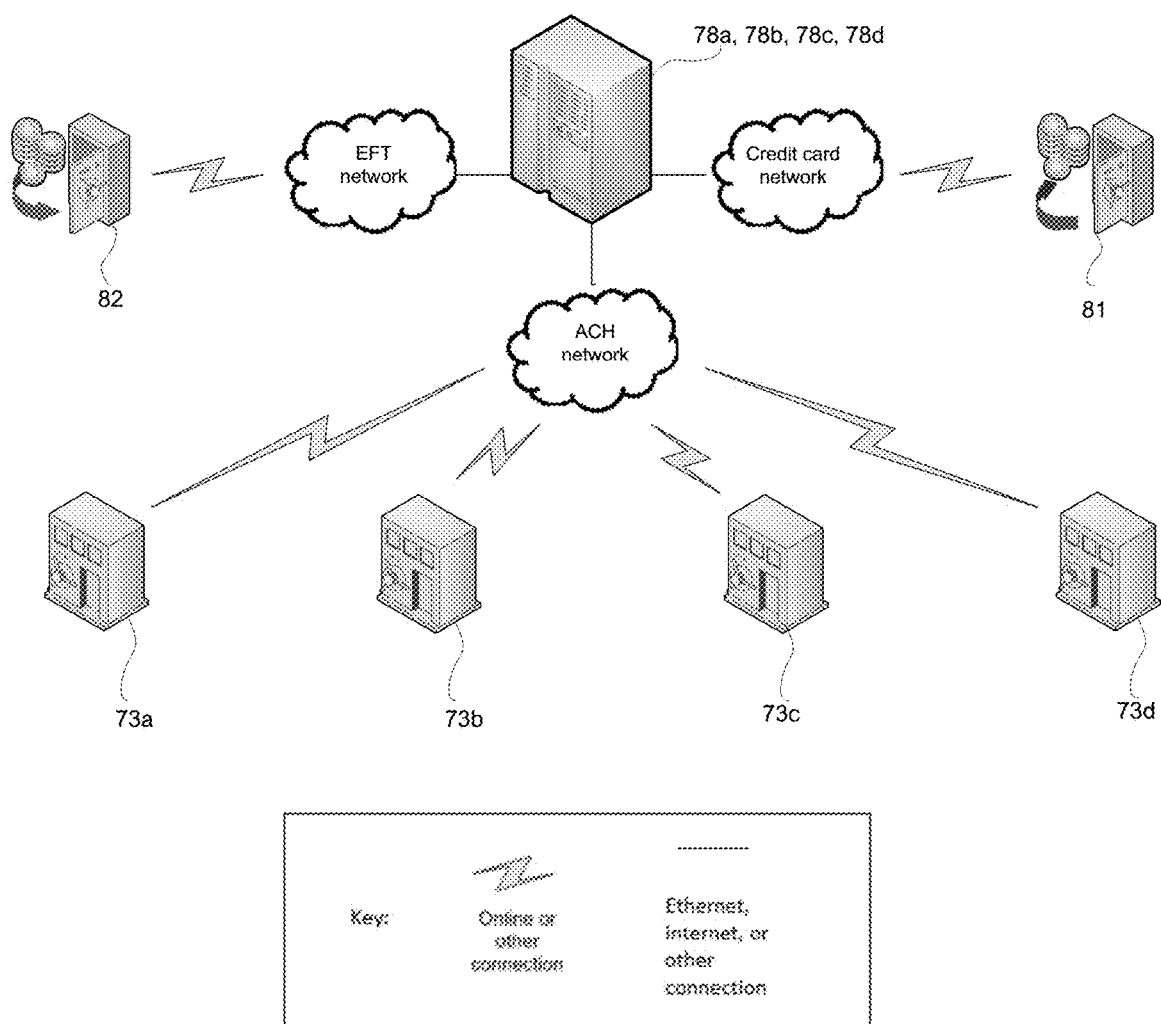 78a, 78b, 78c, 78d
EFT
network
Credit card
network
82
81
ACH
network
73a
73b
73c
73d
Key:
Online or
other
connection
Ethernet,
internet, or
other
connection